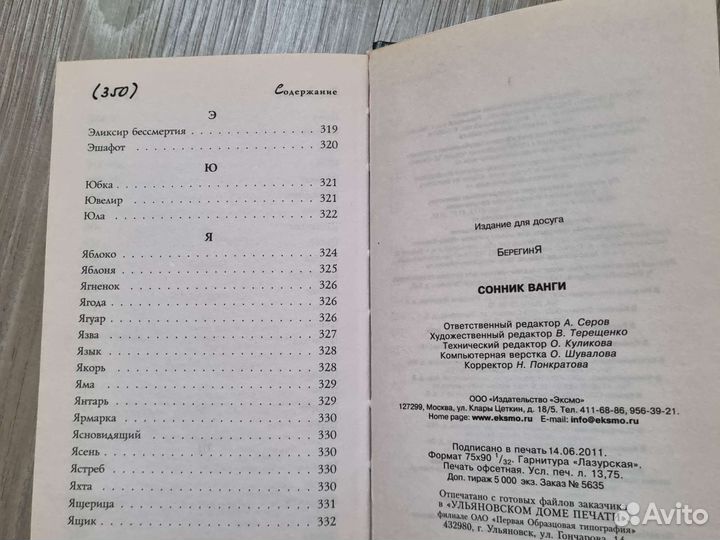 (350)
Содержание
Э
Эликсир бессмертия . . . . . . . . . . . . . . . . 319
Эшафот . . . . . . . . . . . . . . . . . . . . . . . 320
Ю
Юбка . . . . . . . . . . . . . . . . . . . . . . . . 321
Ювелир . . . . . . . . . . . . . . . . . . . . . . . 321
Юла . . . . . . . . . . . . . . . . . . . . . . . . . 322
Я
Яблоко . . . . . . . . . . . . . . . . . . . . . . . 324
Яблоня . . . . . . . . . . . . . . . . . . . . . . . 325
Ягненок . . . . . . . . . . . . . . . . . . . . . . 326
Ягода . . . . . . . . . . . . . . . . . . . . . . . . 326
Ягуар . . . . . . . . . . . . . . . . . . . . . . . . 326
Язва . . . . . . . . . . . . . . . . . . . . . . . . 327
Язык . . . . . . . . . . . . . . . . . . . . . . . . 328
Якорь . . . . . . . . . . . . . . . . . . . . . . . 328
Яма . . . . . . . . . . . . . . . . . . . . . . . . . 329
Янтарь . . . . . . . . . . . . . . . . . . . . . . . 329
Ярмарка . . . . . . . . . . . . . . . . . . . . . . 330
Ясновидящий . . . . . . . . . . . . . . . . . . . 330
Ясень . . . . . . . . . . . . . . . . . . . . . . . 330
Ястреб . . . . . . . . . . . . . . . . . . . . . . . 330
Яхта . . . . . . . . . . . . . . . . . . . . . . . . 330
Ящерица . . . . . . . . . . . . . . . . . . . . . . 331
Ящик . . . . . . . . . . . . . . . . . . . . . . . . 332
Издание для досуга
БерегинЯ
СОННИК ВАНГИ
Ответственный редактор А. Серов
Художественный редактор В. Терещенко
Технический редактор О. Куликова
Компьютерная верстка О. Шувалова
Корректор Н. Понкратова
ООО «Издательство «Эксмо»
127299, Москва, ул. Клары Цеткин, д. 18/5. Тел. 411-68-86, 956-39-21.
Home page: www.eksmo.ru E-mail: info@eksmo.ru
Подписано в печать 14.06.2011.
Формат 75x90 1/32. Гарнитура «Лазурская».
Печать офсетная. Усл. печ. л. 13,75.
Доп. тираж 5 000 экз. Заказ № 5635
Отпечатано с готовых файлов заказчика
в «УЛЬЯНОВСКОМ ДОМЕ ПЕЧАТИ»
филиале ОАО «Первая Образцовая типография»
432980, г. Ульяновск, ул. Гончарова, 14
Avito